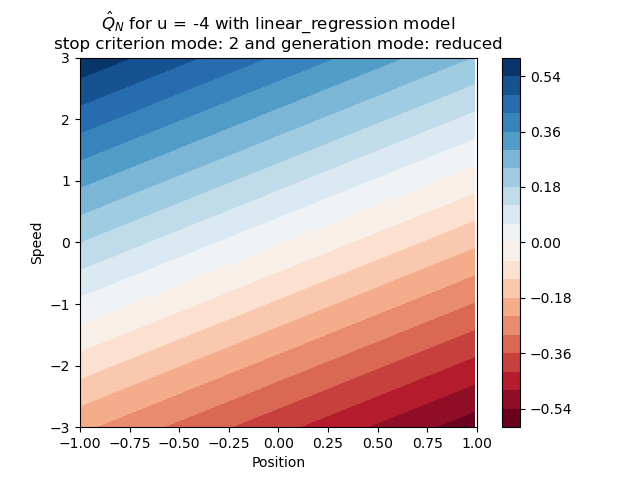 $\hat{Q}_N$ for u = -4 with linear_regression model
stop criterion mode: 2 and generation mode: reduced
3
2
1
0
−1
−2
−3
Speed
−1.00 −0.75 −0.50 −0.25 0.00 0.25 0.50 0.75 1.00
Position
0.54
0.36
0.18
0.00
−0.18
−0.36
−0.54